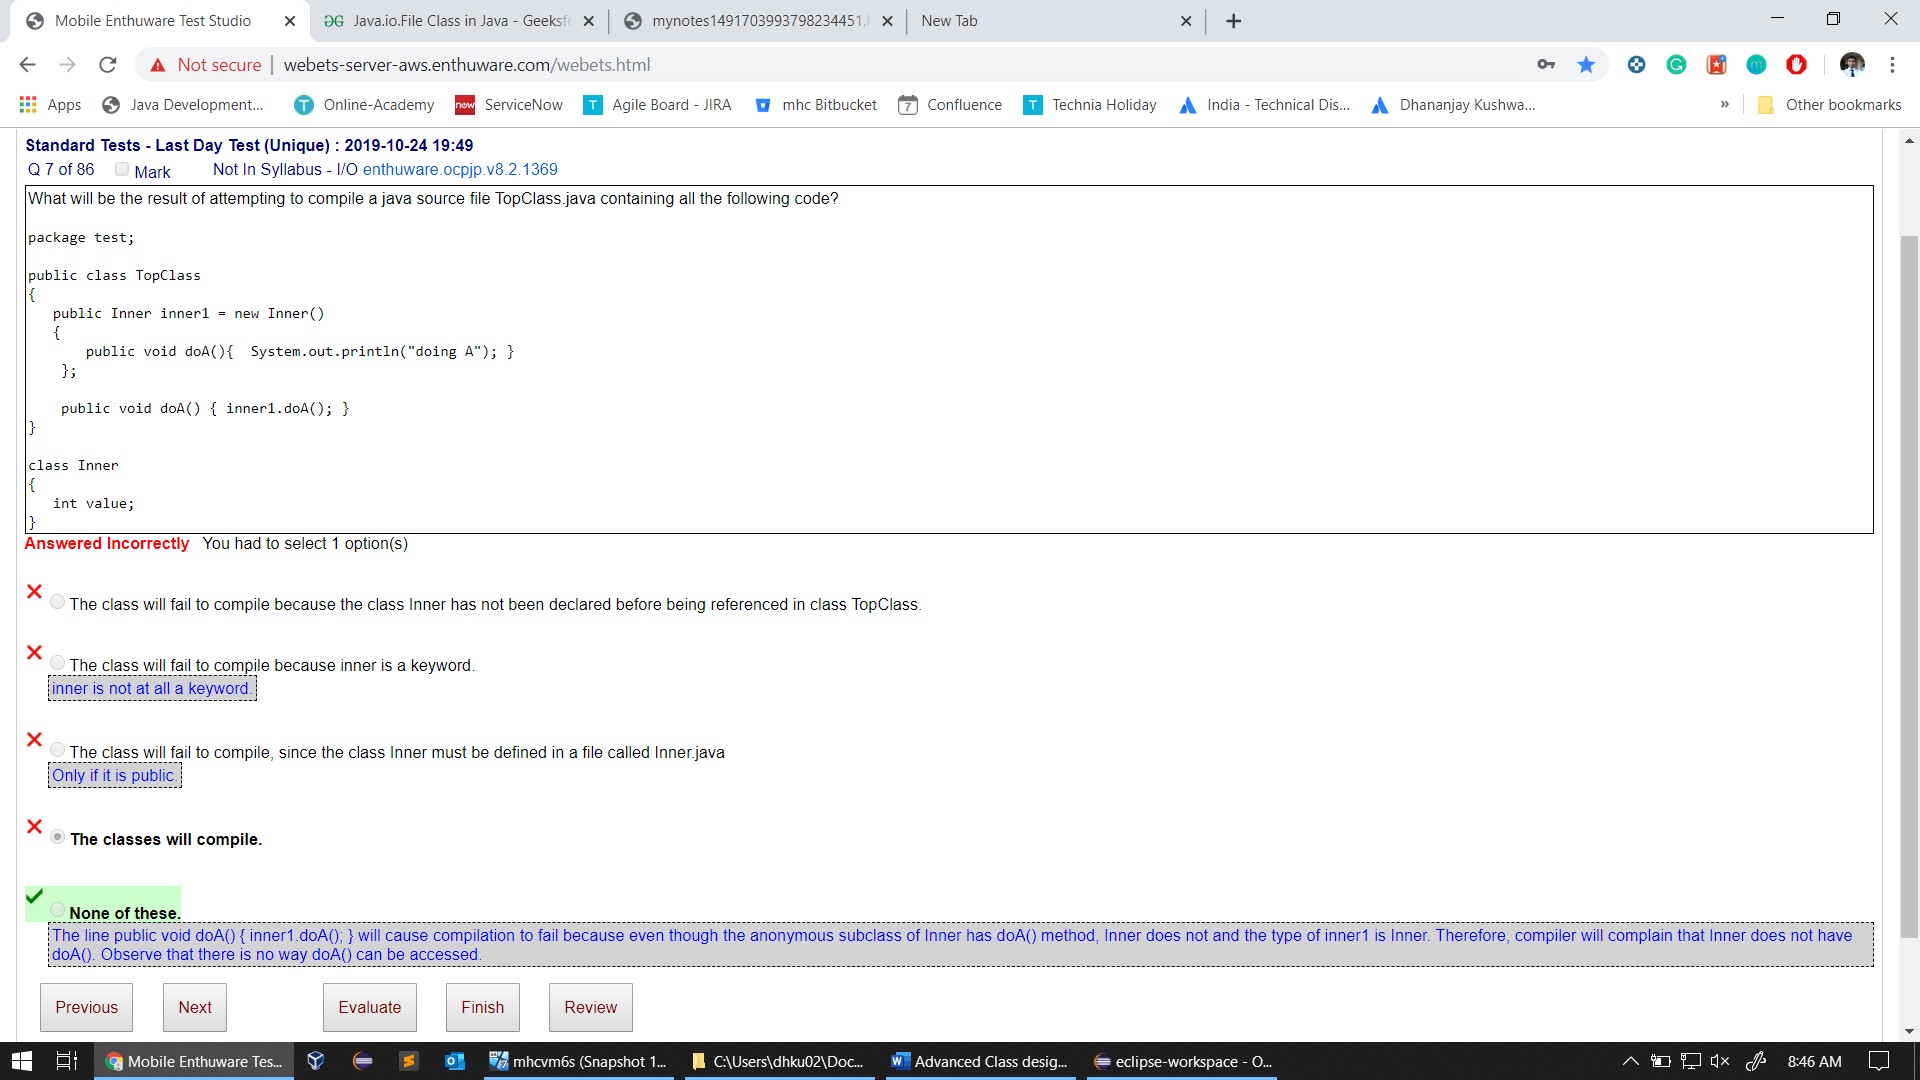 Mobile Enthuware Test Studio
Java.io.File Class in Java - Geeksf
mynotes1491703993798234451.
New Tab
Not secure | webets-server-aws.enthuware.com/webets.html
Apps
Java Development...
Online-Academy
now ServiceNow
Agile Board - JIRA
mhc Bitbucket
Confluence
Technia Holiday
India - Technical Dis...
Dhananjay Kushwa...
» Other bookmarks
Standard Tests - Last Day Test (Unique) : 2019-10-24 19:49
Q 7 of 86 Mark Not In Syllabus - I/O enthuware.ocpjp.v8.2.1369
What will be the result of attempting to compile a java source file TopClass.java containing all the following code?
package test;
public class TopClass
{
public Inner inner1 = new Inner()
{
public void doA(){ System.out.println("doing A"); }
};
public void doA() { inner1.doA(); }
}
class Inner
{
int value;
}
Answered Incorrectly You had to select 1 option(s)
The class will fail to compile because the class Inner has not been declared before being referenced in class TopClass.
The class will fail to compile because inner is a keyword.
inner is not at all a keyword.
The class will fail to compile, since the class Inner must be defined in a file called Inner.java
Only if it is public.
The classes will compile.
None of these.
The line public void doA() { inner1.doA(); } will cause compilation to fail because even though the anonymous subclass of Inner has doA() method, Inner does not and the type of inner1 is Inner. Therefore, compiler will complain that Inner does not have
doA(). Observe that there is no way doA() can be accessed.
Previous
Next
Evaluate
Finish
Review
Mobile Enthuware Tes...
mhcvm6s (Snapshot 1...
C:\Users\dhku02\Doc...
Advanced Class desig...
eclipse-workspace - O...
8:46 AM